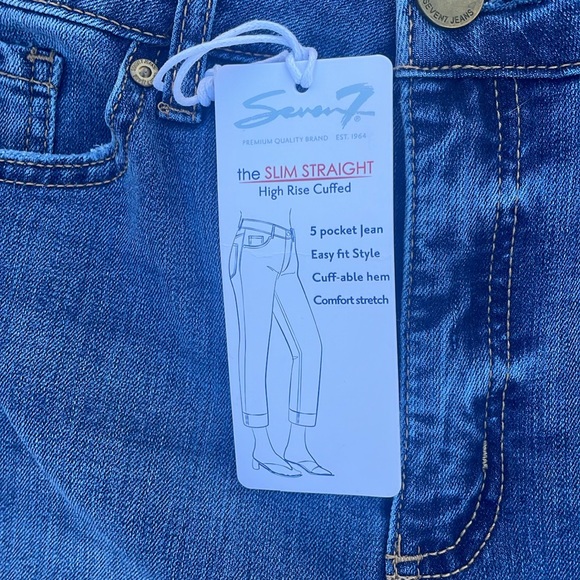 SEVEN7 JEANS
Seven7.
PREMIUM QUALITY BRAND EST. 1964
the SLIM STRAIGHT
High Rise Cuffed
5 pocket Jean
Easy fit Style
Cuff-able hem
Comfort stretch